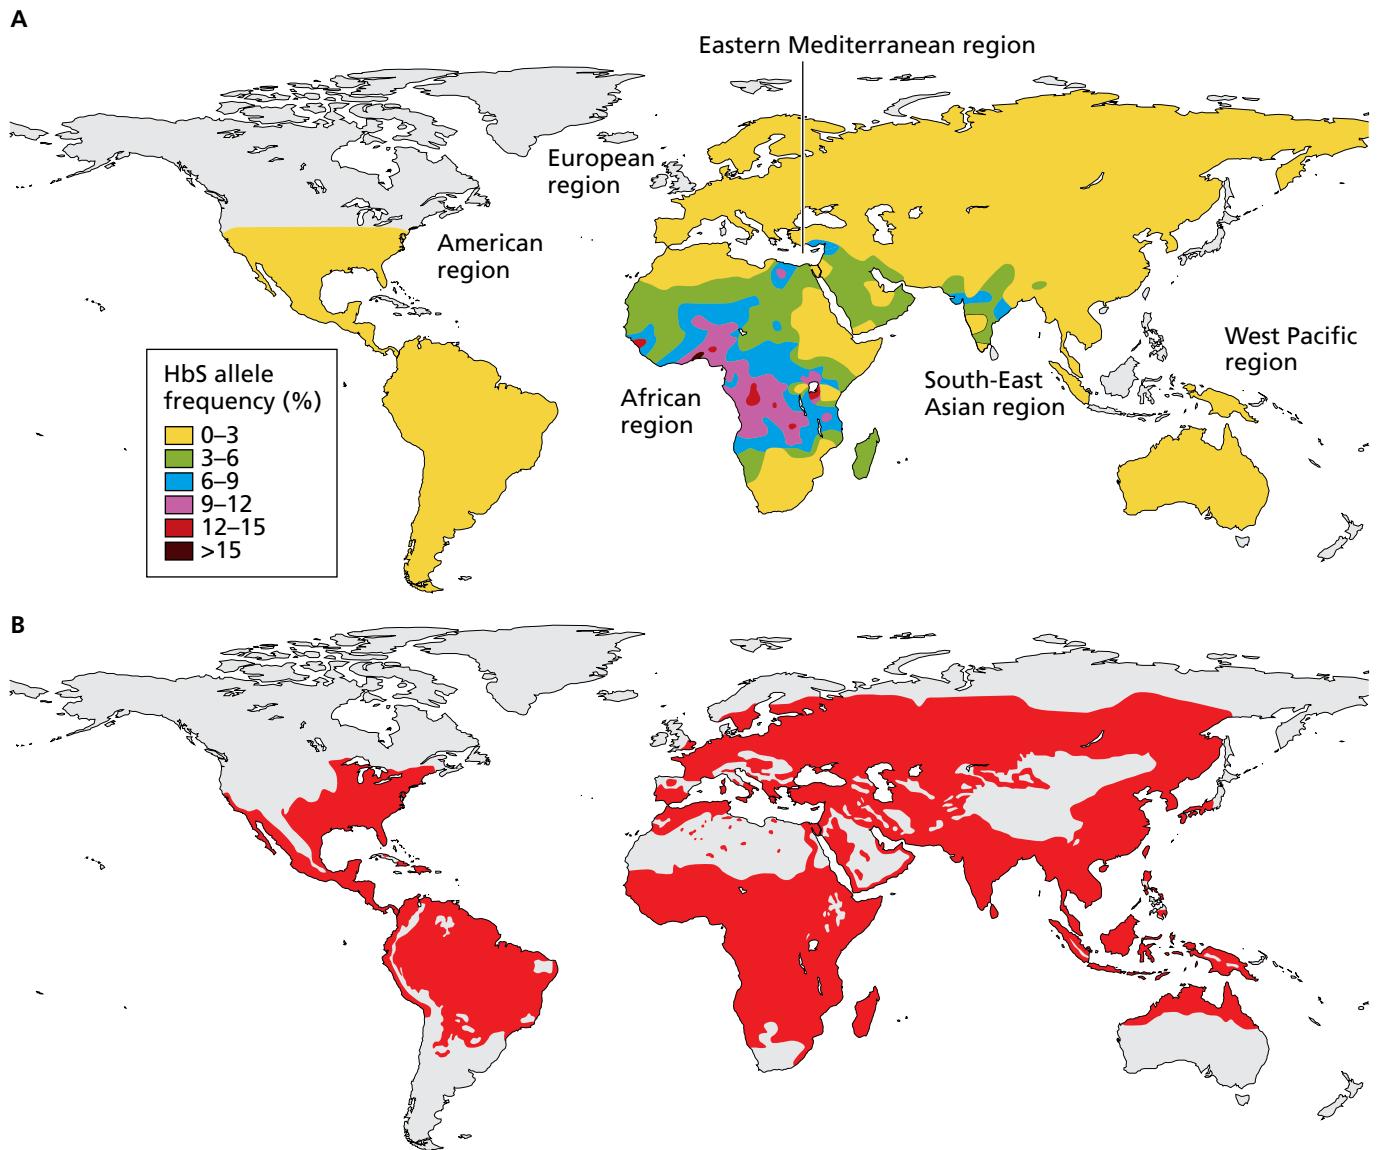 A
Eastern Mediterranean region
European
region
American
region
West Pacific
region
HbS allele
frequency (%)
0–3
3–6
6–9
9–12
12–15
>15
African
region
South-East
Asian region
B